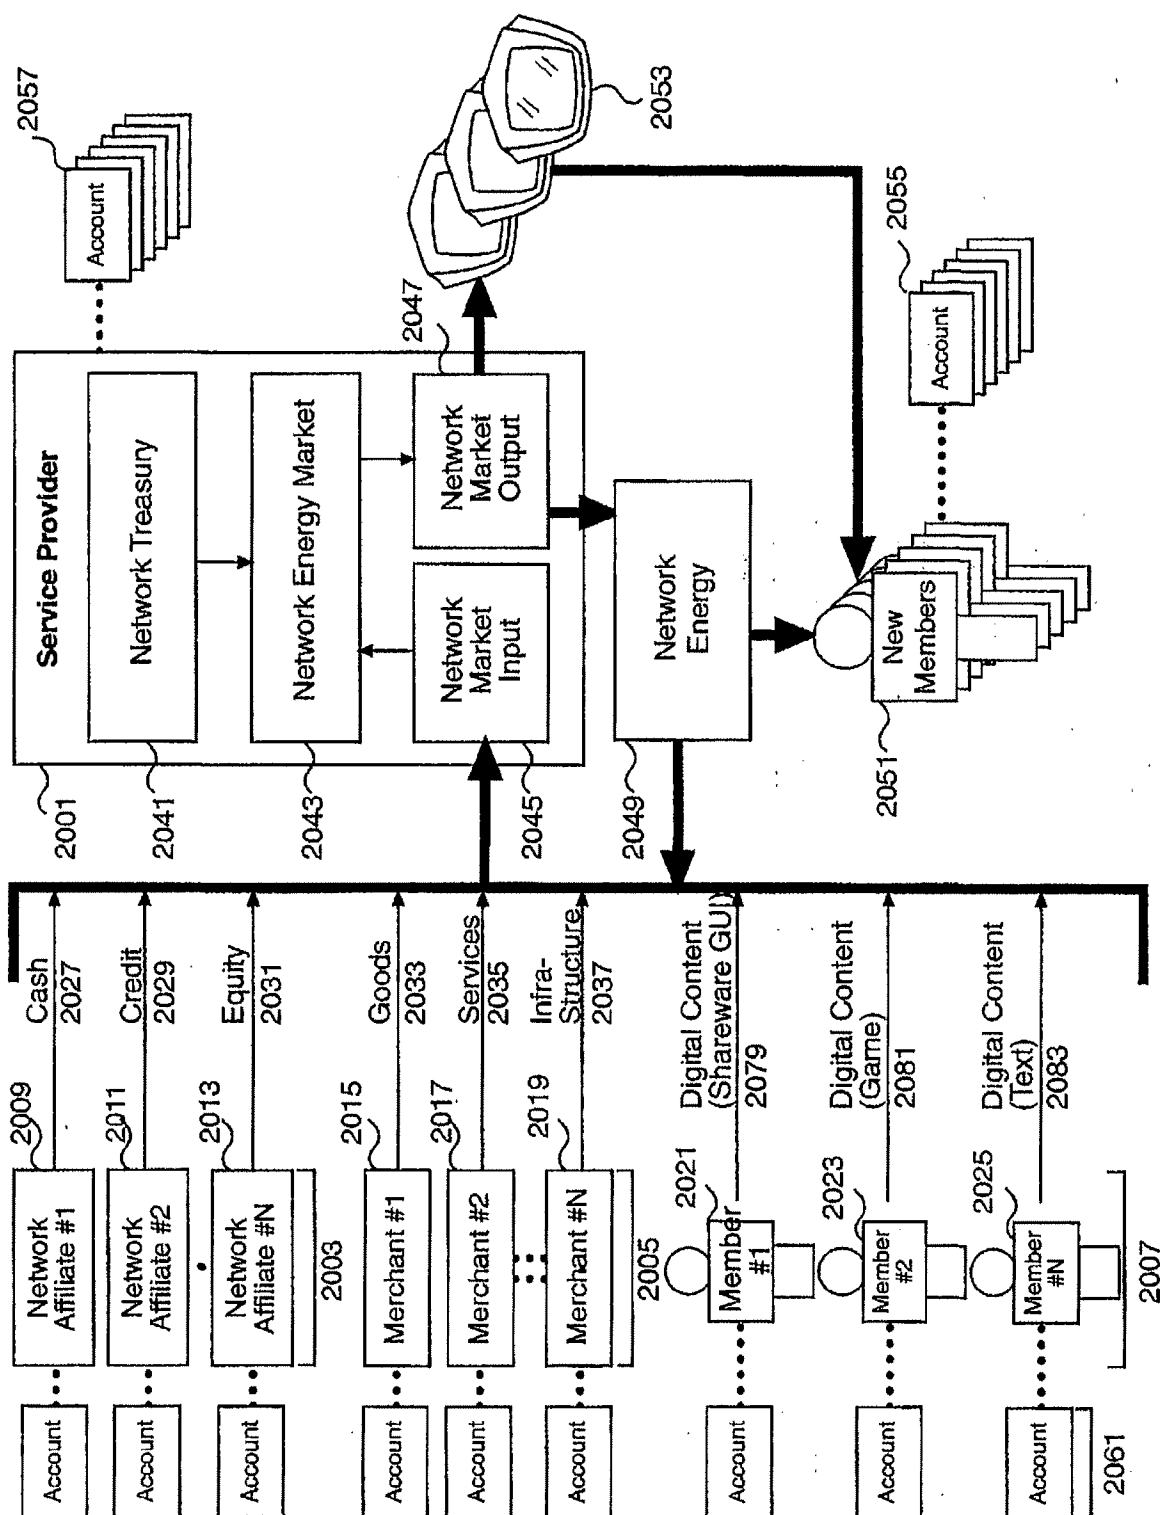 Account
Network
Affiliate #1
2009
Cash
2027
Account
Network
Affiliate #2
2011
Credit
2029
Account
Network
Affiliate #N
2013
Equity
2031
2003
Account
Merchant #1
2015
Goods
2033
Account
Merchant #2
2017
Services
2035
Account
Merchant #N
2019
Infra-
Structure
2037
2005
Account
Member
#1
2021
Digital Content
(Shareware GUI)
2079
Account
Member
#2
2023
Digital Content
(Game)
2081
Account
Member
#N
2025
Digital Content
(Text)
2083
2061
2007
2001
Service Provider
2041
Network Treasury
2043
Network Energy Market
2045
Network
Market
Input
Network
Market
Output
2047
2049
Network
Energy
2051
New
Members
Account
2057
2053
Account
2055